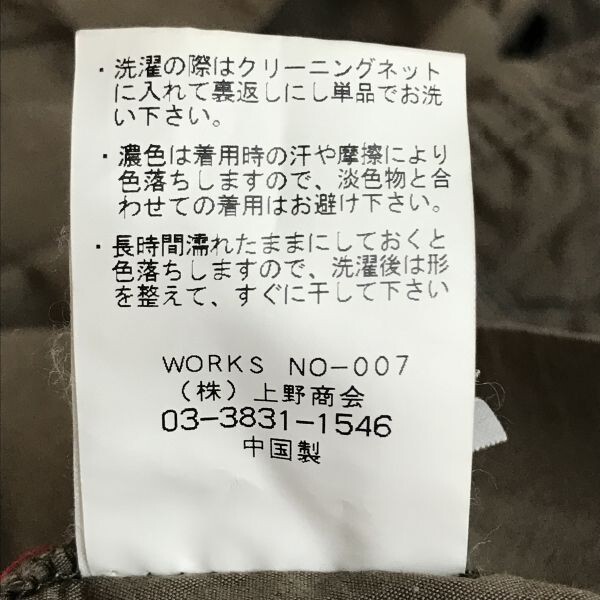 ・洗濯の際はクリーニングネット
に入れて裏返しにし単品でお洗
い下さい。
・濃色は着用時の汗や摩擦により
色落ちしますので、淡色物と合
わせての着用はお避け下さい。
・長時間濡れたままにしておくと
色落ちしますので、洗濯後は形
を整えて、すぐに干して下さい
WORKS NO-007
(株)上野商会
03-3831-1546
中国製